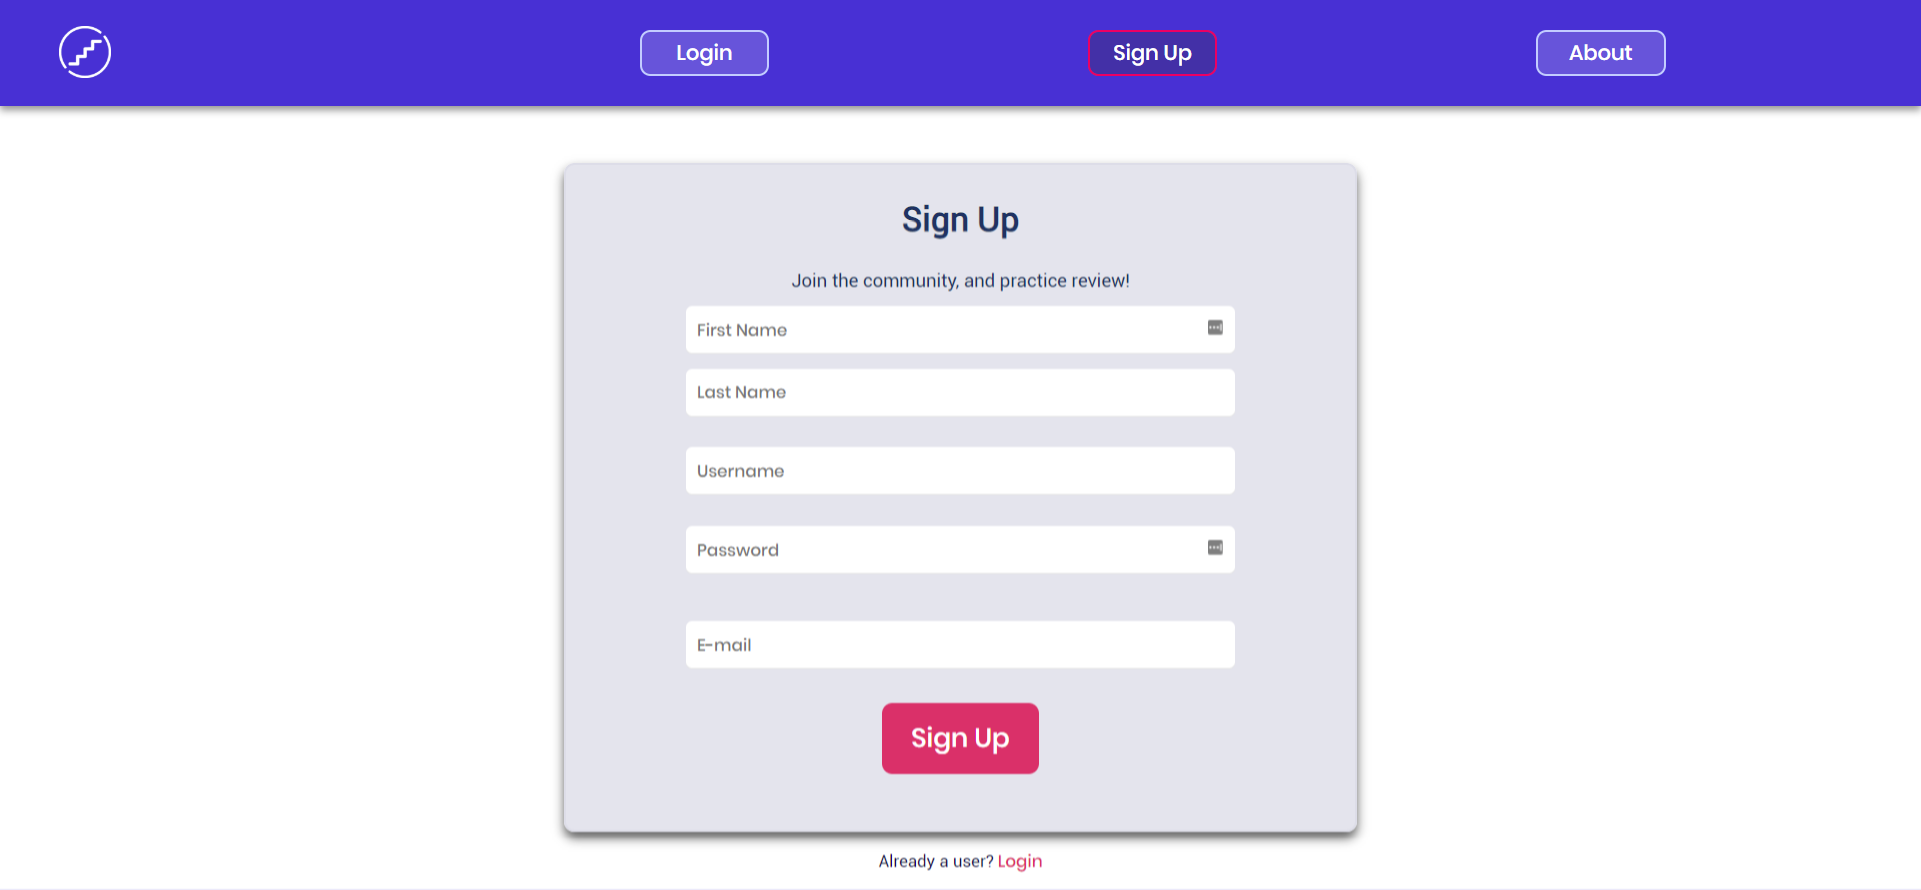 Login
Sign Up
About
Sign Up
Join the community, and practice review!
First Name
Last Name
Username
Password
E-mail
Sign Up
Already a user? Login